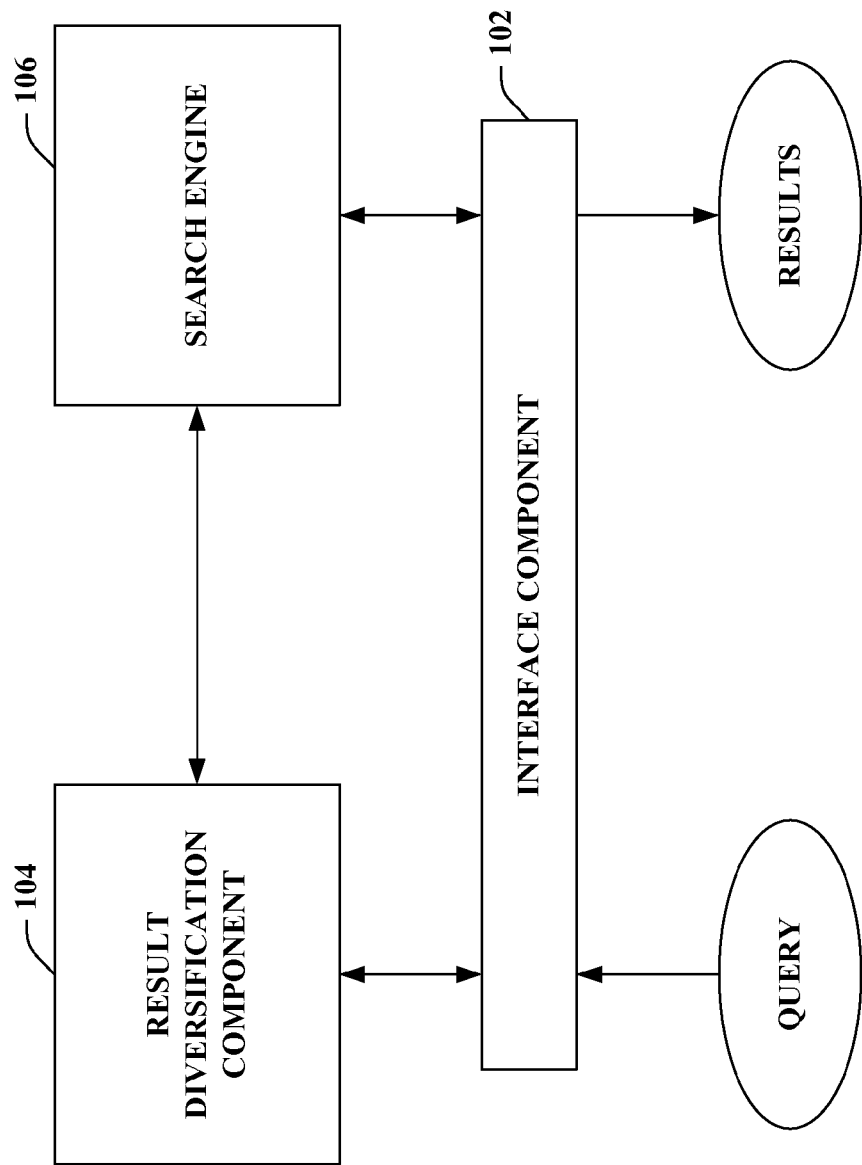 104
RESULT
DIVERSIFICATION
COMPONENT
106
SEARCH ENGINE
102
INTERFACE COMPONENT
QUERY
RESULTS